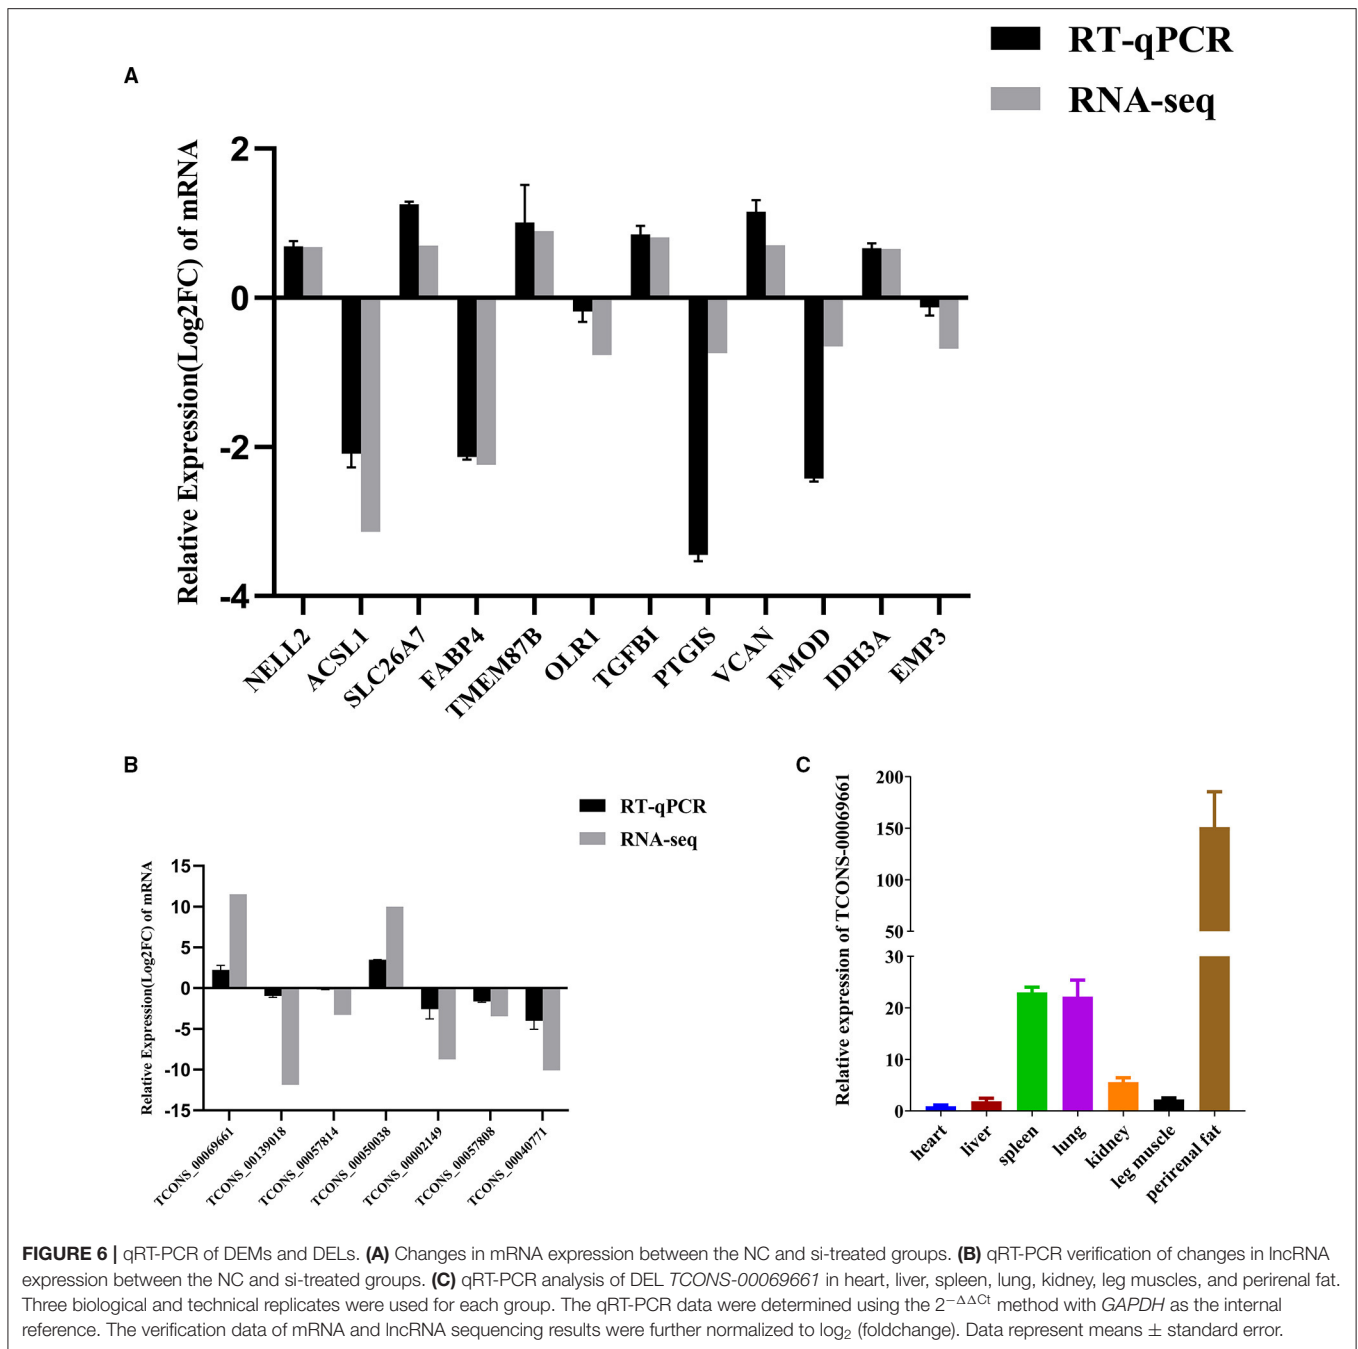 RT-qPCR
RNA-seq
A
Relative Expression(Log2FC) of mRNA
2
0
-2
-4
NELL2
ACSL1
SLC26A7
FABP4
TMEM87B
OLR1
TGFBI
PTGIS
VCAN
FMOD
IDH3A
EMP3
B
RT-qPCR
RNA-seq
Relative Expression(Log2FC) of mRNA
15
10
5
0
-5
-10
-15
TCONS_00069661
TCONS_00139018
TCONS_00057814
TCONS_00050038
TCONS_00002149
TCONS_00057808
TCONS_00040771
C
Relative expression of TCONS-00069661
200
150
100
50
30
20
10
0
heart
liver
spleen
lung
kidney
leg muscle
perirenal fat
FIGURE 6 | qRT-PCR of DEMs and DELs. (A) Changes in mRNA expression between the NC and si-treated groups. (B) qRT-PCR verification of changes in lncRNA
expression between the NC and si-treated groups. (C) qRT-PCR analysis of DEL TCONS-00069661 in heart, liver, spleen, lung, kidney, leg muscles, and perirenal fat.
Three biological and technical replicates were used for each group. The qRT-PCR data were determined using the 2^−ΔΔCt method with GAPDH as the internal
reference. The verification data of mRNA and lncRNA sequencing results were further normalized to log₂ (foldchange). Data represent means ± standard error.